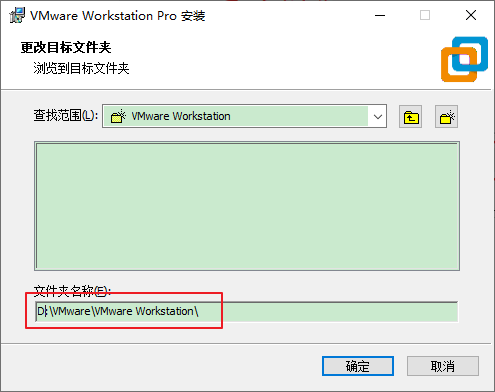 VMware Workstation Pro 安装
更改目标文件夹
浏览到目标文件夹
查找范围(L):
VMware Workstation
文件夹名称(F):
D:\VMware\VMware Workstation\
确定
取消